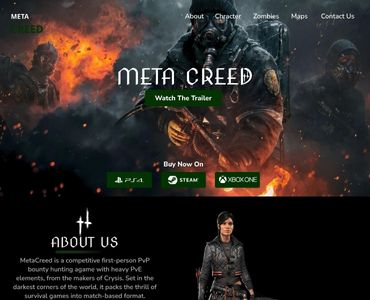 META
CREED
About Chracter Zombies Maps Contact Us
META CREED
Watch The Trailer
Buy Now On
PS4 STEAM XBOX ONE
ABOUT US
MetaCreed is a competitive first-person PvP
bounty hunting agame with heavy PvE
elements, from the makers of Crysis. Set in the
darkest corners of the world, it packs the thrill of
survival games into match-based format.